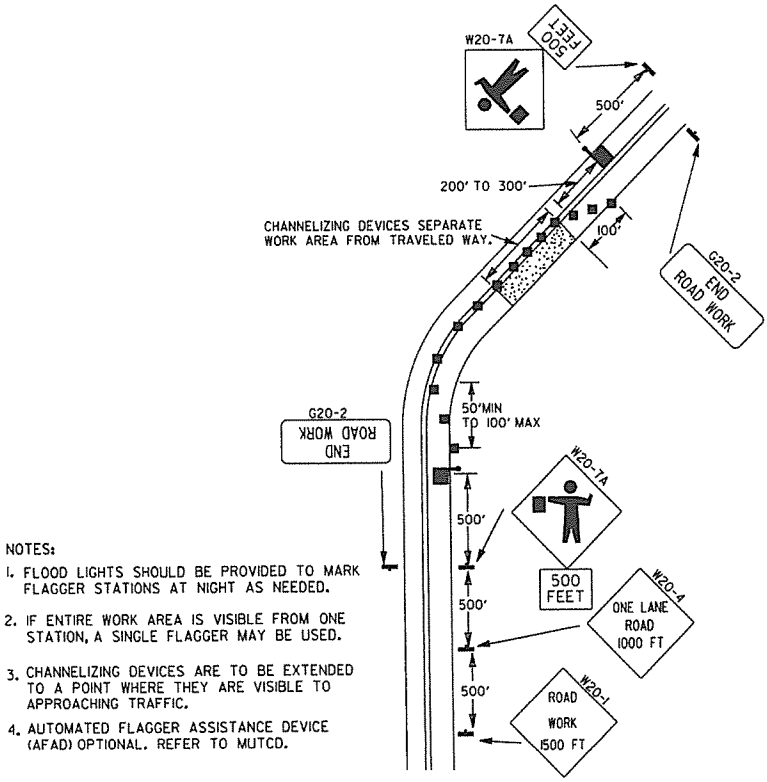 W20-7A
500
FEET
500'
200' TO 300'
CHANNELIZING DEVICES SEPARATE
WORK AREA FROM TRAVELED WAY.
100'
G20-2
END
ROAD WORK
G20-2
END
ROAD WORK
50'MIN
TO 100' MAX
W20-7A
500'
500
FEET
500'
W20-4
ONE LANE
ROAD
1000 FT
500'
W20-1
ROAD
WORK
1500 FT
NOTES:
1. FLOOD LIGHTS SHOULD BE PROVIDED TO MARK
FLAGGER STATIONS AT NIGHT AS NEEDED.
2. IF ENTIRE WORK AREA IS VISIBLE FROM ONE
STATION, A SINGLE FLAGGER MAY BE USED.
3. CHANNELIZING DEVICES ARE TO BE EXTENDED
TO A POINT WHERE THEY ARE VISIBLE TO
APPROACHING TRAFFIC.
4. AUTOMATED FLAGGER ASSISTANCE DEVICE
(AFAD) OPTIONAL. REFER TO MUTCD.